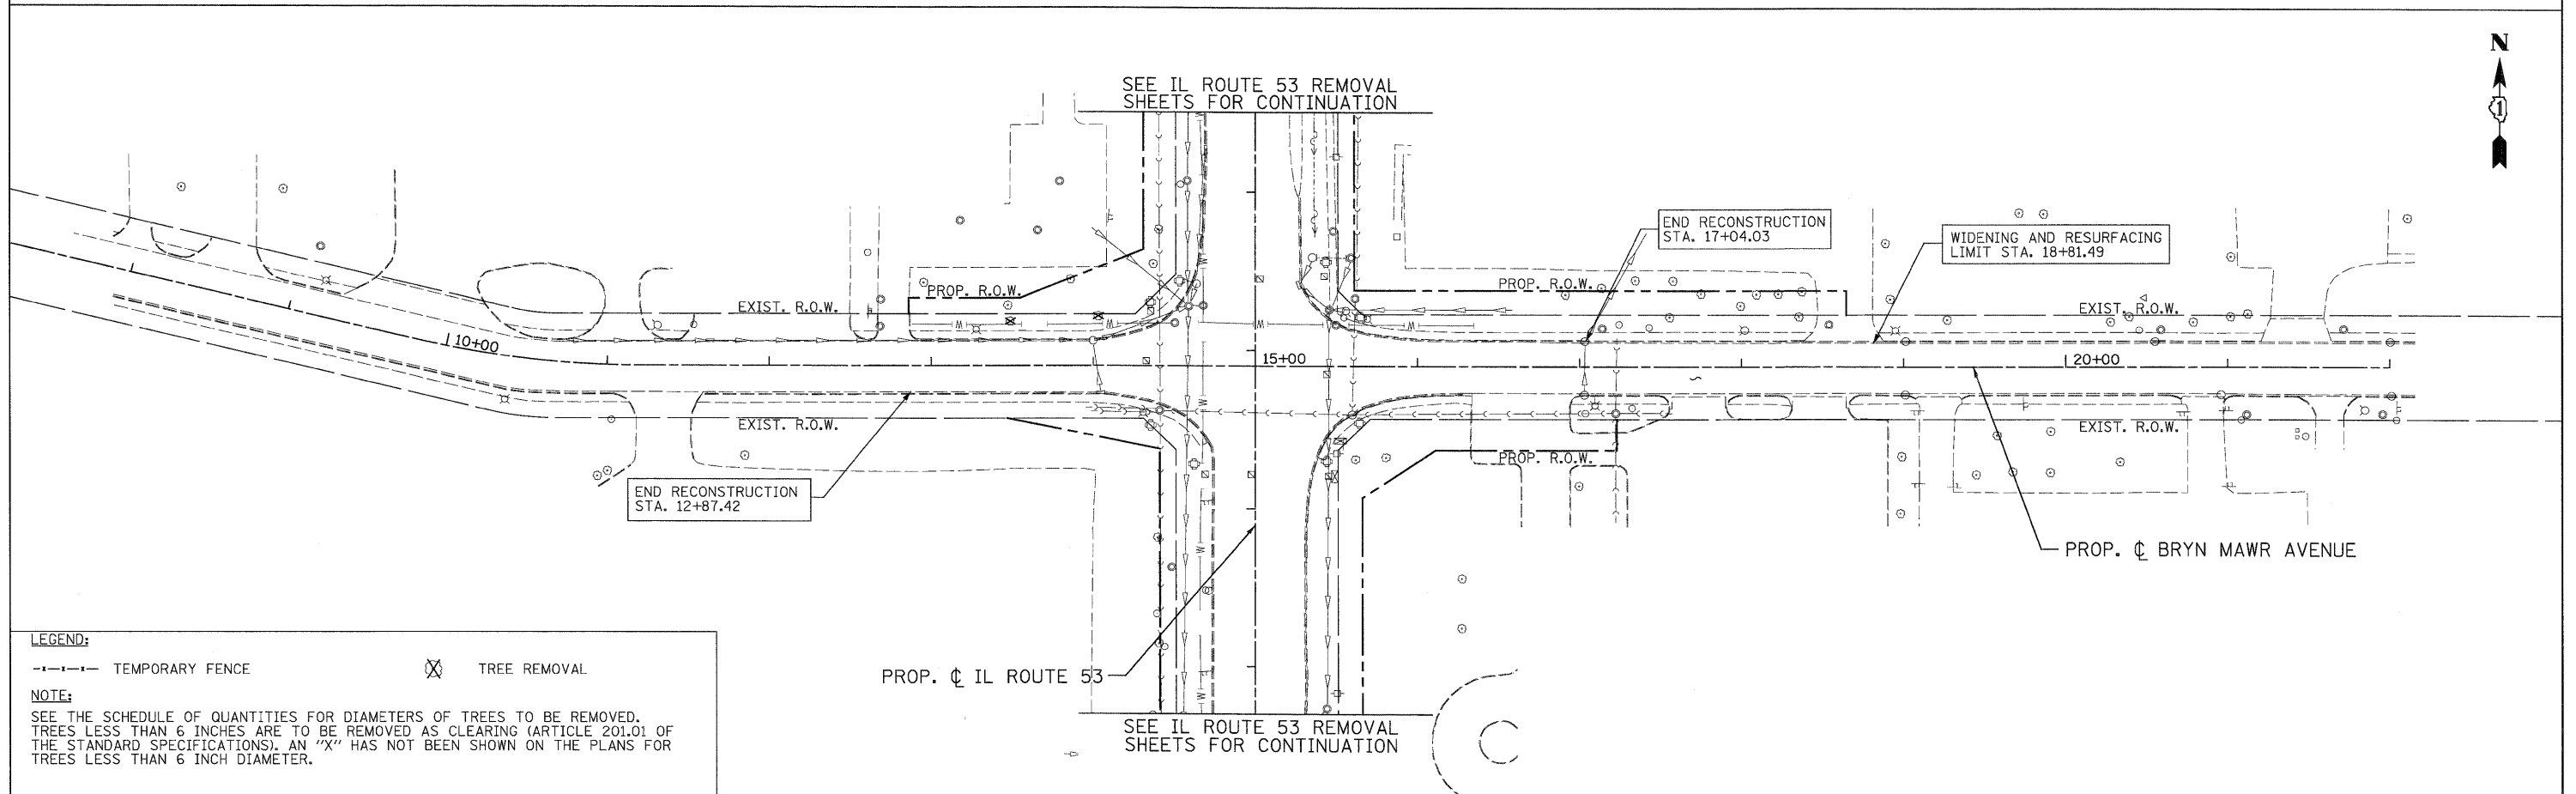 N
1
SEE IL ROUTE 53 REMOVAL
SHEETS FOR CONTINUATION
END RECONSTRUCTION
STA. 17+04.03
WIDENING AND RESURFACING
LIMIT STA. 18+81.49
PROP. R.O.W.
PROP. R.O.W.
EXIST. R.O.W.
EXIST. R.O.W.
10+00
15+00
20+00
EXIST. R.O.W.
EXIST. R.O.W.
PROP. R.O.W.
END RECONSTRUCTION
STA. 12+87.42
PROP. ℄ BRYN MAWR AVENUE
PROP. ℄ IL ROUTE 53
SEE IL ROUTE 53 REMOVAL
SHEETS FOR CONTINUATION
LEGEND:
TEMPORARY FENCE
TREE REMOVAL
NOTE:
SEE THE SCHEDULE OF QUANTITIES FOR DIAMETERS OF TREES TO BE REMOVED.
TREES LESS THAN 6 INCHES ARE TO BE REMOVED AS CLEARING (ARTICLE 201.01 OF
THE STANDARD SPECIFICATIONS). AN "X" HAS NOT BEEN SHOWN ON THE PLANS FOR
TREES LESS THAN 6 INCH DIAMETER.